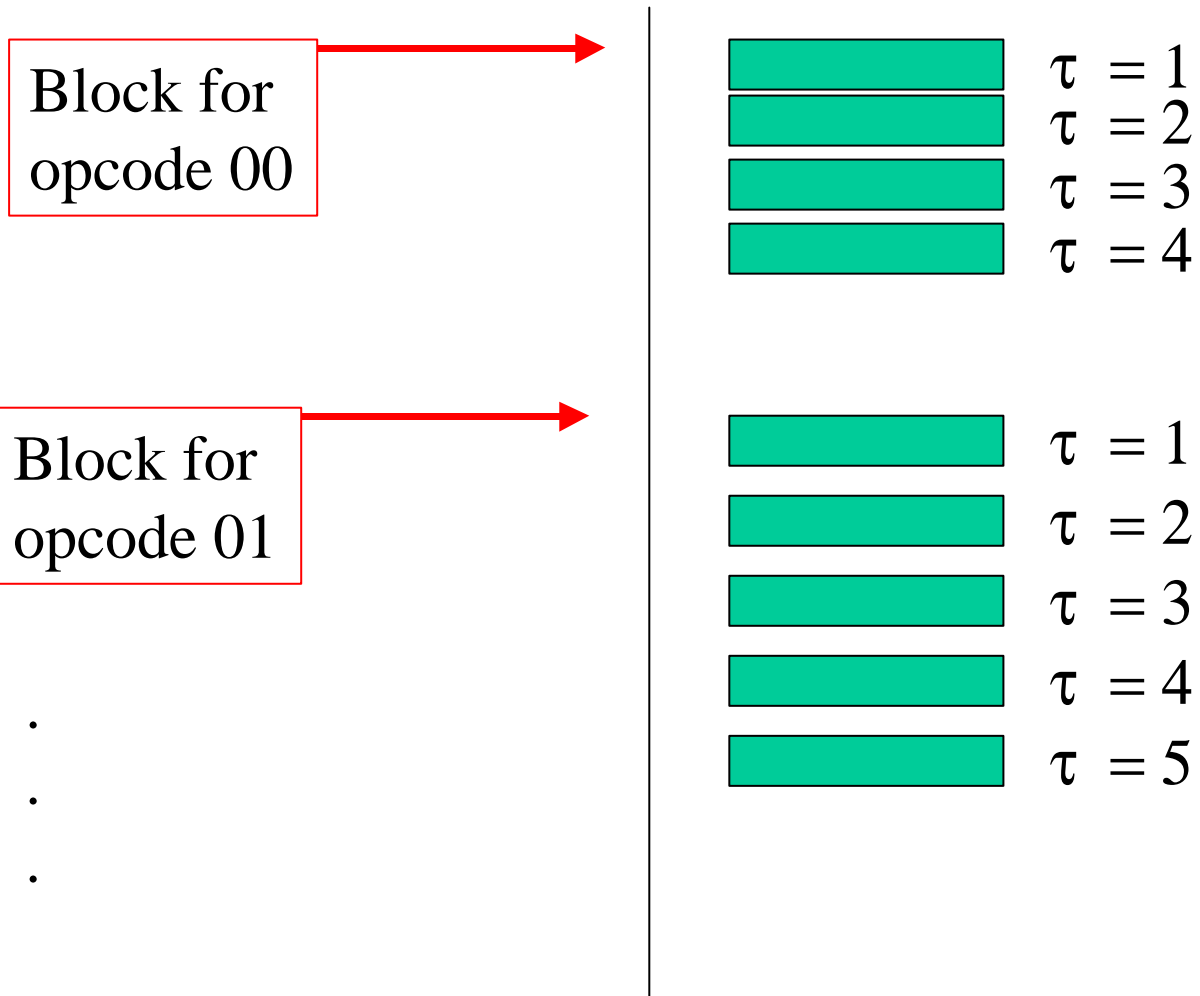 Block for
opcode 00
τ = 1
τ = 2
τ = 3
τ = 4
Block for
opcode 01
τ = 1
τ = 2
τ = 3
τ = 4
τ = 5
.
.
.